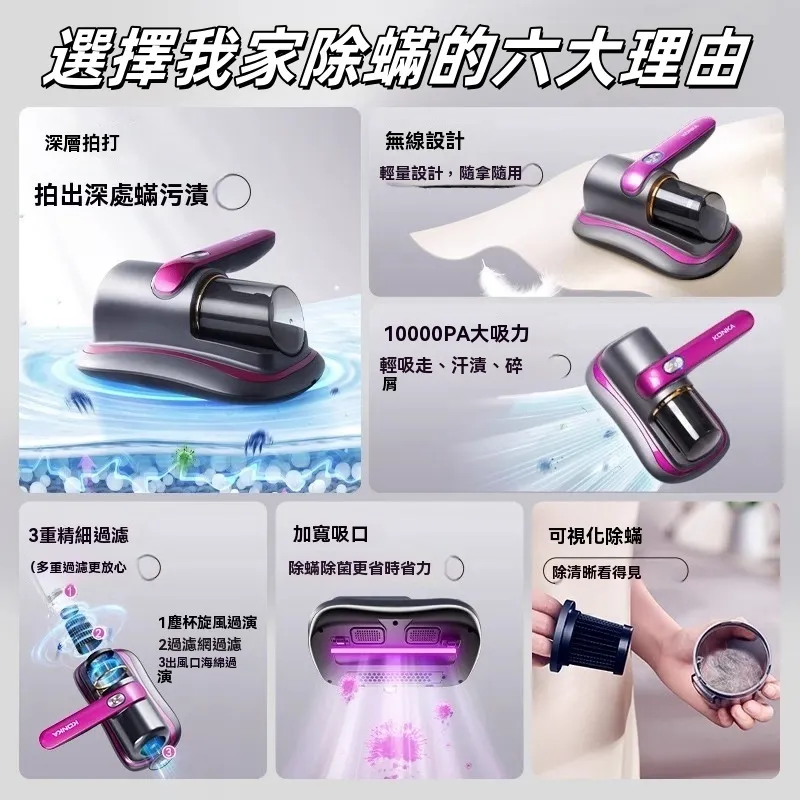 選擇我家除蟎的六大理由
深層拍打
拍出深處蟎污漬
無線設計
輕量設計，隨拿隨用
KONKA
10000PA大吸力
輕吸走、汗漬、碎
屑
KONKA
3重精細過濾
(多重過濾更放心
1
2
1塵杯旋風過演
2過濾網過濾
3出風口海綿過
演
KONKA
3
加寬吸口
除蟎除菌更省時省力
可視化除蟎
除清晰看得見